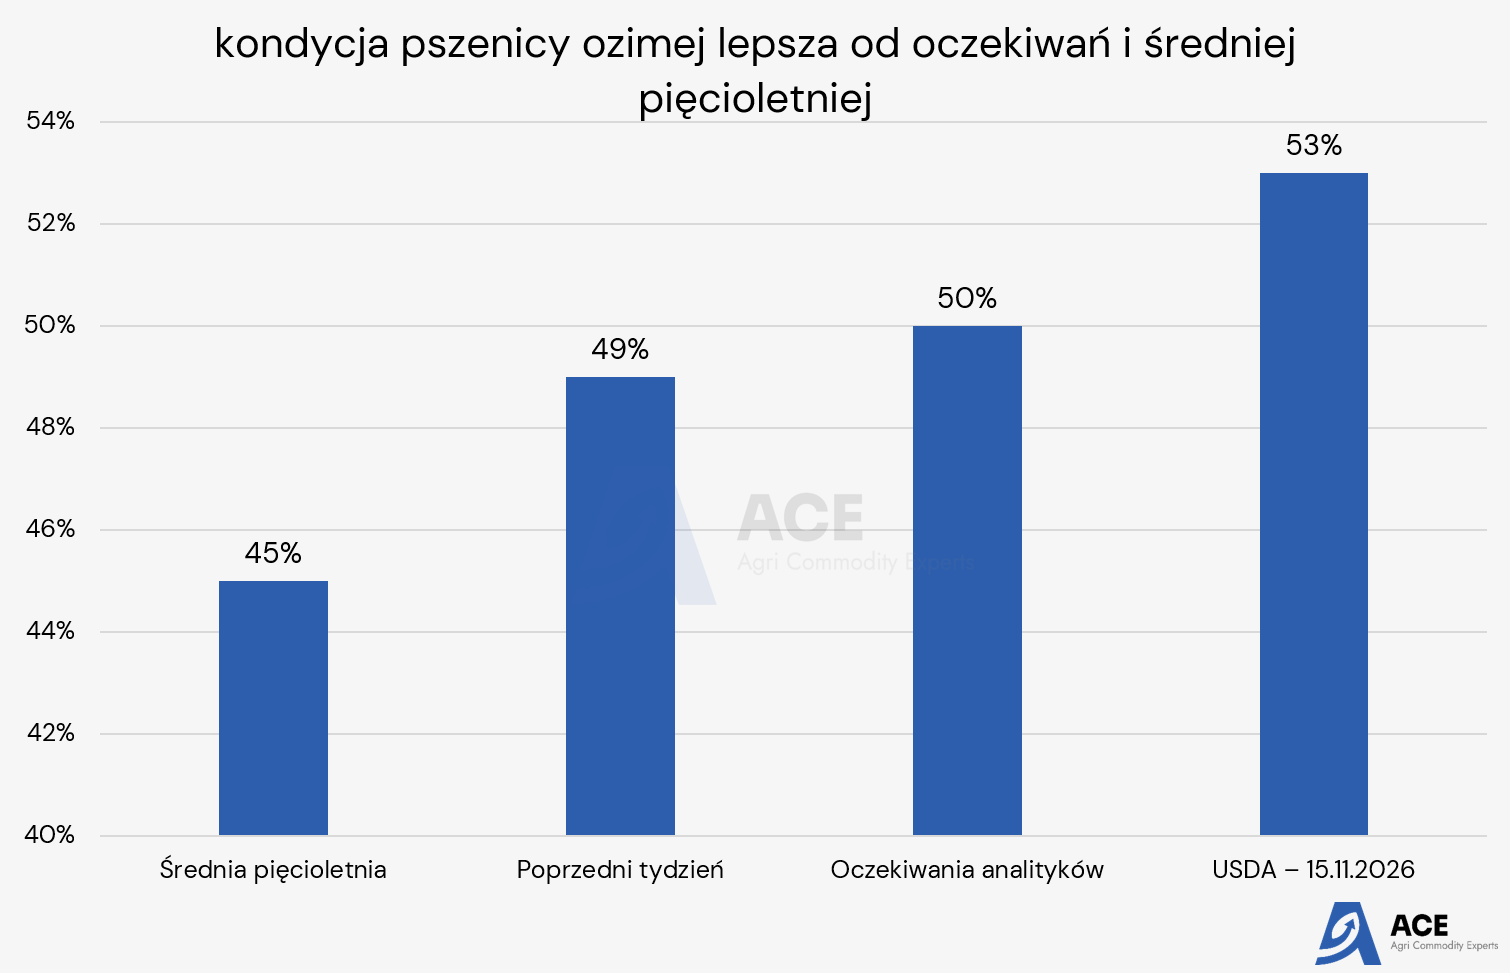 kondycja pszenicy ozimej lepsza od oczekiwań i średniej
pięcioletniej
54%
52%
50%
48%
46%
44%
42%
40%
45%
49%
50%
53%
ACE
Agri Commodity Experts
Średnia pięcioletnia
Poprzedni tydzień
Oczekiwania analityków
USDA – 15.11.2026
ACE
Agri Commodity Experts